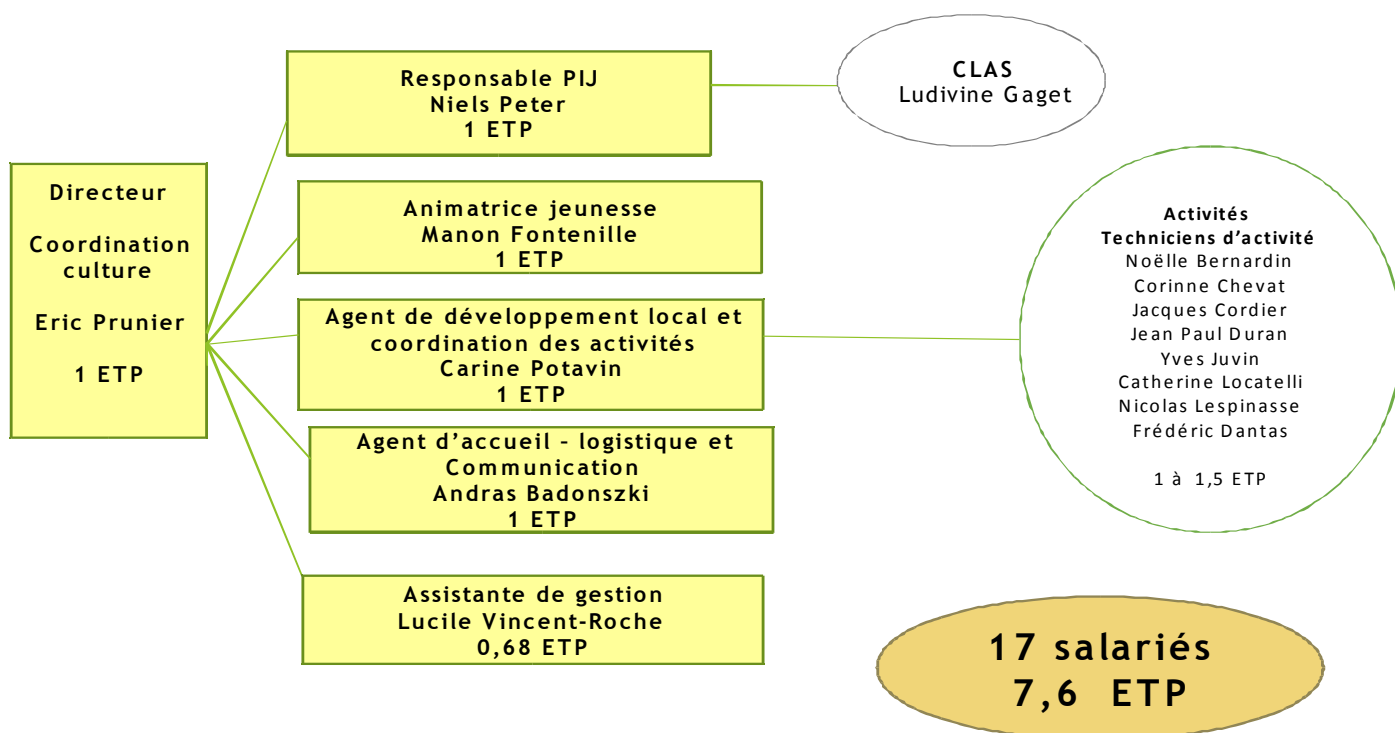 Directeur
Coordination
culture
Eric Prunier
1 ETP
Responsable PIJ
Niels Peter
1 ETP
CLAS
Ludivine Gaget
Animatrice jeunesse
Manon Fontenille
1 ETP
Agent de développement local et
coordination des activités
Carine Potavin
1 ETP
Activités
Techniciens d’activité
Noëlle Bernardin
Corinne Chevat
Jacques Cordier
Jean Paul Duran
Yves Juvin
Catherine Locatelli
Nicolas Lespinasse
Frédéric Dantas
1 à 1,5 ETP
Agent d’accueil – logistique et
Communication
Andras Badonszki
1 ETP
Assistante de gestion
Lucile Vincent-Roche
0,68 ETP
17 salariés
7,6 ETP